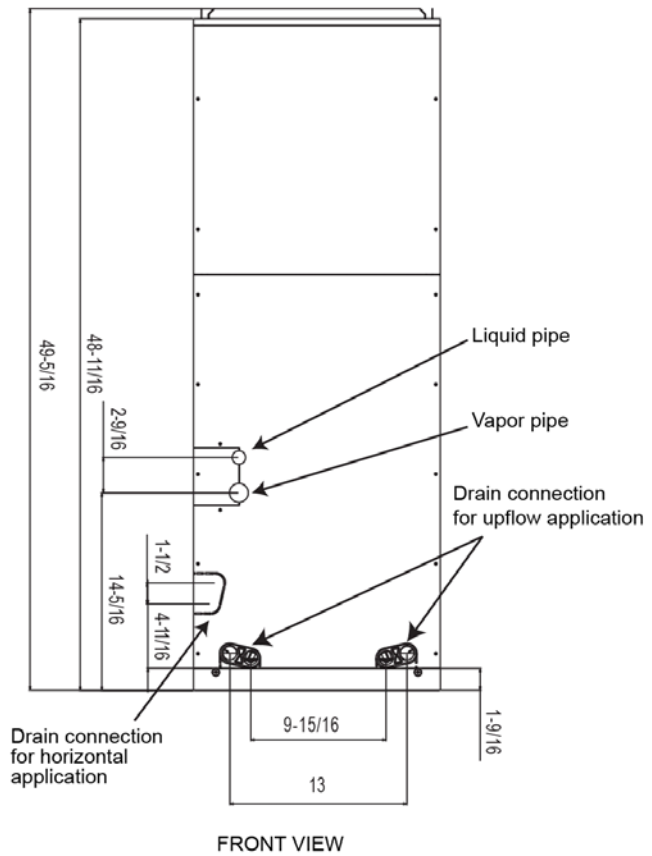 49-5/16
48-11/16
2-9/16
Liquid pipe
Vapor pipe
Drain connection
for upflow application
1-1/2
14-5/16
4-11/16
Drain connection
for horizontal
application
9-15/16
1-9/16
13
FRONT VIEW